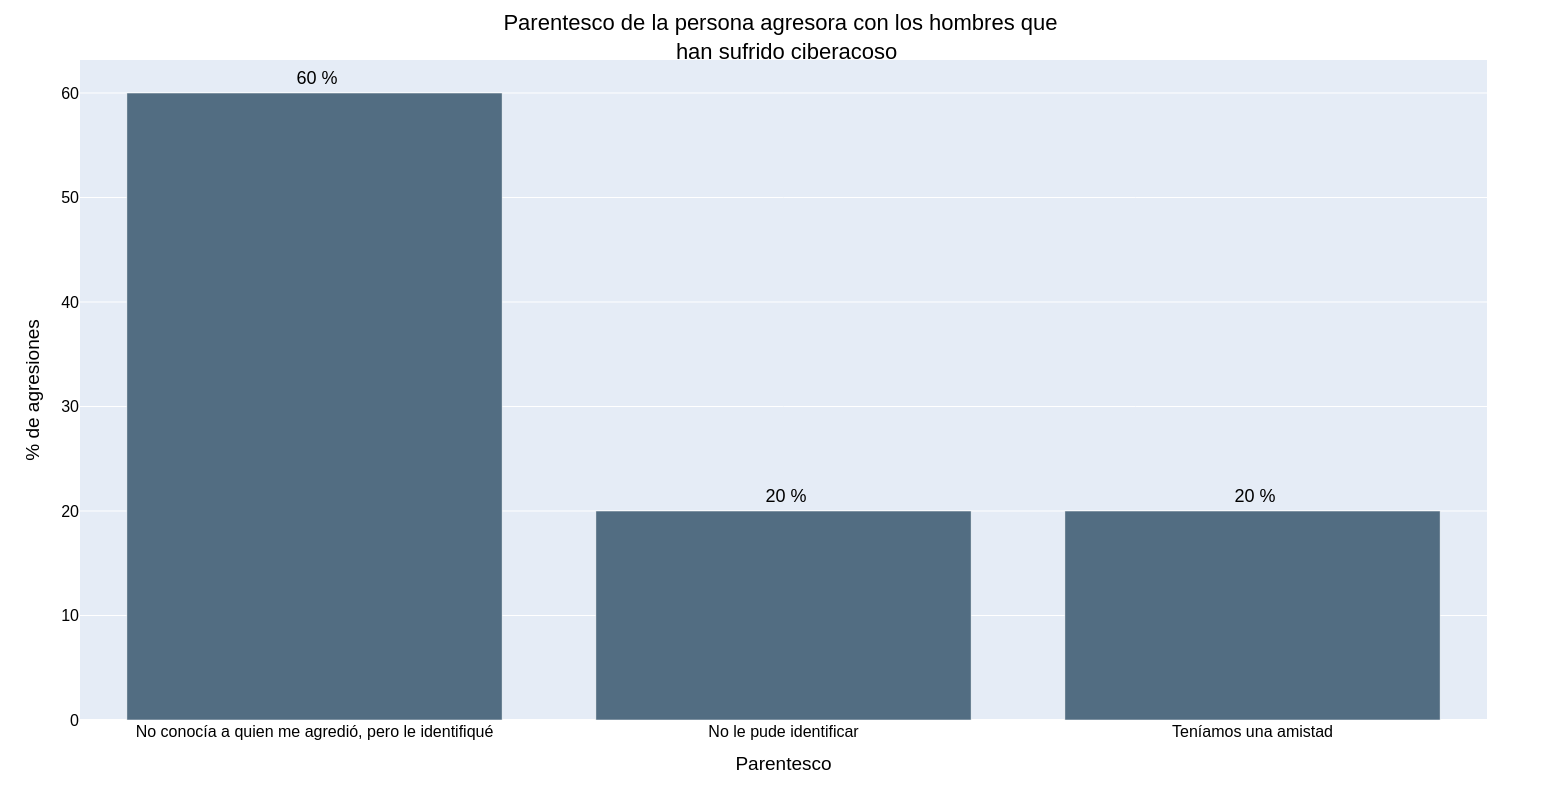 Parentesco de la persona agresora con los hombres que
han sufrido ciberacoso
60 %
20 %
20 %
60
50
40
30
20
10
0
% de agresiones
No conocía a quien me agredió, pero le identifiqué
No le pude identificar
Teníamos una amistad
Parentesco